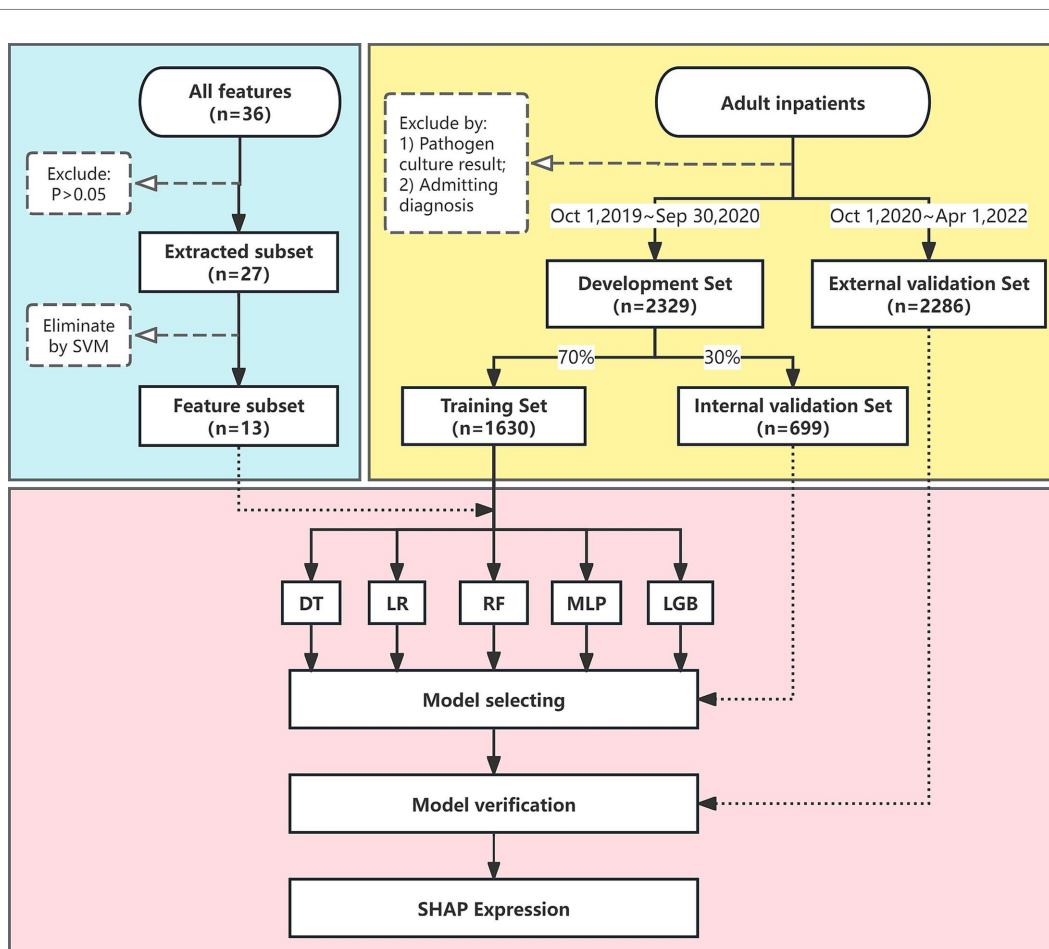 All features
(n=36)
Exclude:
P>0.05
Extracted subset
(n=27)
Eliminate
by SVM
Feature subset
(n=13)
Adult inpatients
Exclude by:
1) Pathogen
culture result;
2) Admitting
diagnosis
Oct 1,2019~Sep 30,2020
Oct 1,2020~Apr 1,2022
Development Set
(n=2329)
External validation Set
(n=2286)
70%
30%
Training Set
(n=1630)
Internal validation Set
(n=699)
DT
LR
RF
MLP
LGB
Model selecting
Model verification
SHAP Expression